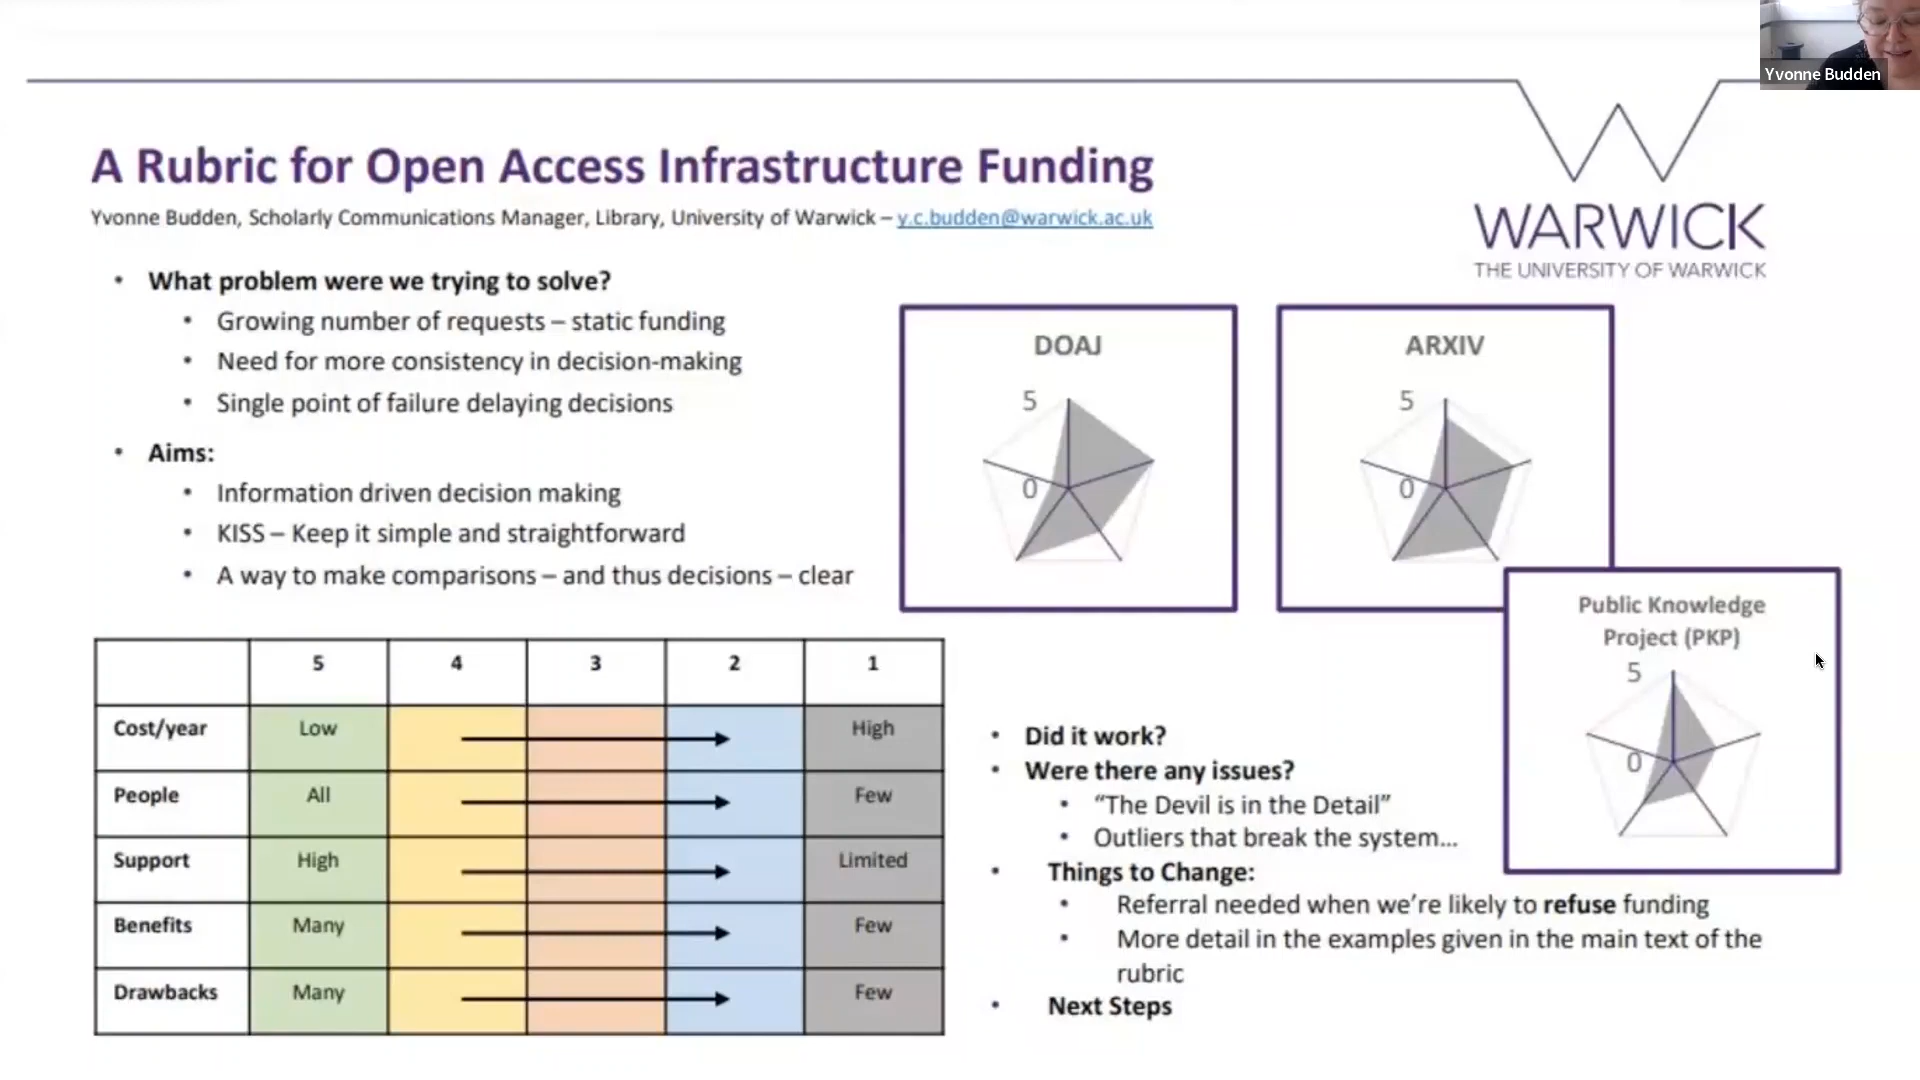 Yvonne Budden
A Rubric for Open Access Infrastructure Funding
Yvonne Budden, Scholarly Communications Manager, Library, University of Warwick – y.c.budden@warwick.ac.uk
WARWICK
THE UNIVERSITY OF WARWICK
• What problem were we trying to solve?
• Growing number of requests – static funding
• Need for more consistency in decision-making
• Single point of failure delaying decisions
• Aims:
• Information driven decision making
• KISS – Keep it simple and straightforward
• A way to make comparisons – and thus decisions – clear
DOAJ
5
0
ARXIV
5
0
Public Knowledge
Project (PKP)
5
0
5 4 3 2 1
Cost/year Low High
People All Few
Support High Limited
Benefits Many Few
Drawbacks Many Few
• Did it work?
• Were there any issues?
• “The Devil is in the Detail”
• Outliers that break the system...
• Things to Change:
• Referral needed when we’re likely to refuse funding
• More detail in the examples given in the main text of the
rubric
• Next Steps